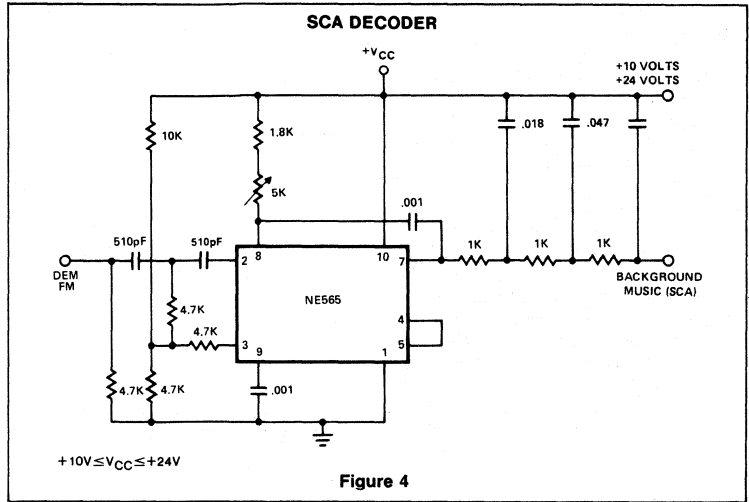 SCA DECODER
+VCC
+10 VOLTS
+24 VOLTS
10K
1.8K
.018
.047
5K
.001
510pF
510pF
2
8
10
7
1K
1K
1K
DEM
FM
BACKGROUND
MUSIC (SCA)
NE565
4.7K
4
4.7K
3
5
9
1
4.7K
4.7K
.001
+10V≤VCC≤+24V
Figure 4